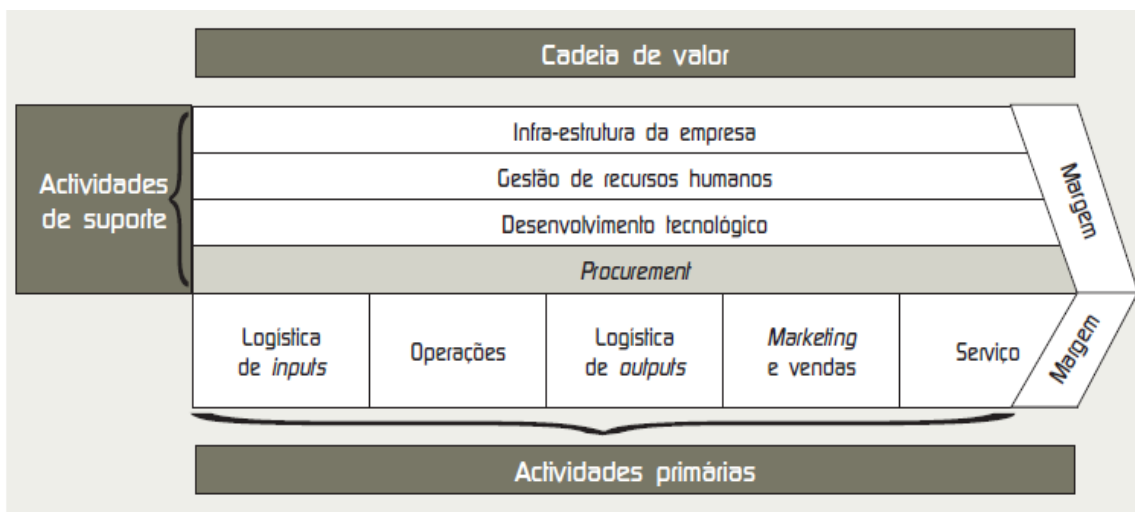 Cadeia de valor
Actividades
de suporte
Infra-estrutura da empresa
Gestão de recursos humanos
Desenvolvimento tecnológico
Procurement
Margem
Logística
de inputs
Operações
Logística
de outputs
Marketing
e vendas
Serviço
Margem
Actividades primárias